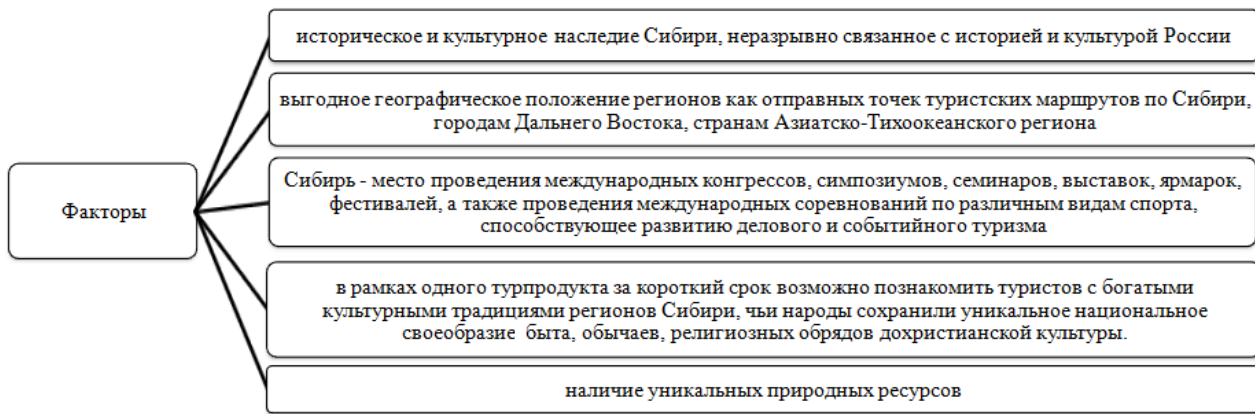 Факторы
историческое и культурное наследие Сибири, неразрывно связанное с историей и культурой России
выгодное географическое положение регионов как отправных точек туристских маршрутов по Сибири,
городам Дальнего Востока, странам Азиатско-Тихоокеанского региона
Сибирь - место проведения международных конгрессов, симпозиумов, семинаров, выставок, ярмарок,
фестивалей, а также проведения международных соревнований по различным видам спорта,
способствующее развитию делового и событийного туризма
в рамках одного турпродукта за короткий срок возможно познакомить туристов с богатыми
культурными традициями регионов Сибири, чьи народы сохранили уникальное национальное
своеобразие быта, обычаев, религиозных обрядов дохристианской культуры.
наличие уникальных природных ресурсов